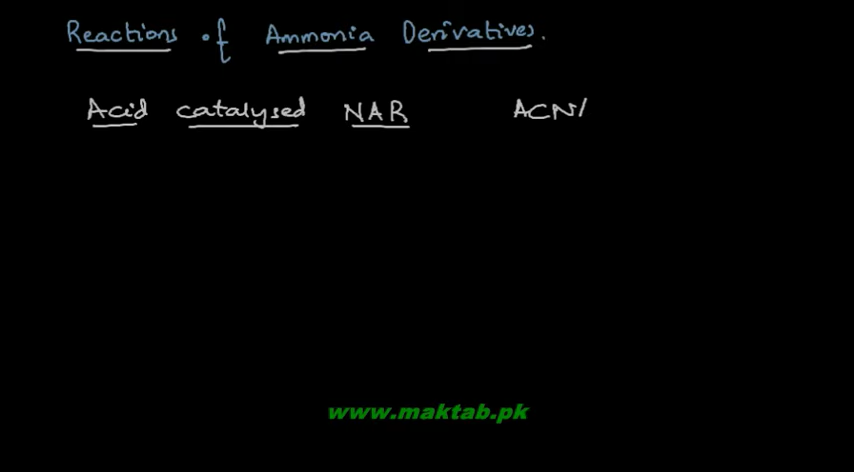 Reactions of Ammonia Derivatives.
Acid catalysed NAR ACN/
www.maktab.pk